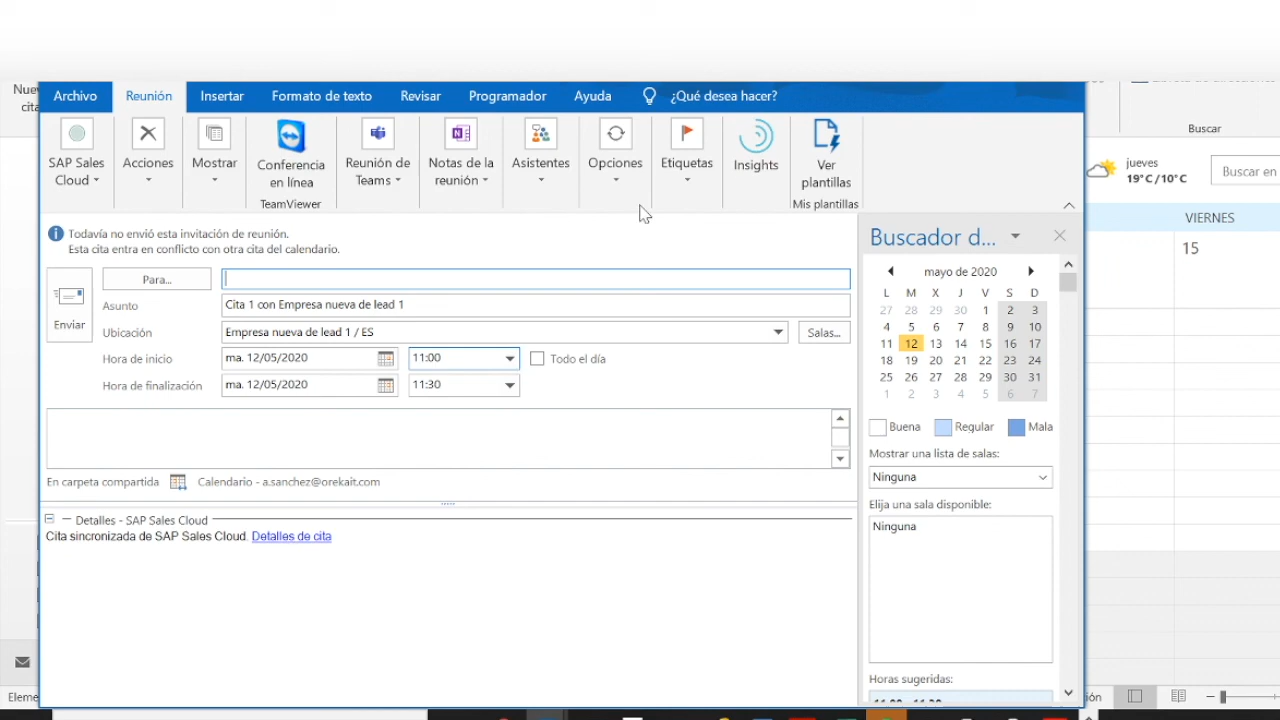 Archivo Reunión Insertar Formato de texto Revisar Programador Ayuda ¿Qué desea hacer?
SAP Sales Cloud
Acciones
Mostrar
Conferencia en línea
TeamViewer
Reunión de Teams
Notas de la reunión
Asistentes
Opciones
Etiquetas
Insights
Ver plantillas
Mis plantillas
Buscar
jueves
19°C/10°C
Buscar en
VIERNES
15
Todavía no envió esta invitación de reunión.
Esta cita entra en conflicto con otra cita del calendario.
Enviar
Para...
Asunto Cita 1 con Empresa nueva de lead 1
Ubicación Empresa nueva de lead 1 / ES Salas...
Hora de inicio ma. 12/05/2020 11:00 Todo el día
Hora de finalización ma. 12/05/2020 11:30
En carpeta compartida Calendario - a.sanchez@orekait.com
Detalles - SAP Sales Cloud
Cita sincronizada de SAP Sales Cloud. Detalles de cita
Buscador d...
mayo de 2020
L M X J V S D
27 28 29 30 1 2 3
4 5 6 7 8 9 10
11 12 13 14 15 16 17
18 19 20 21 22 23 24
25 26 27 28 29 30 31
1 2 3 4 5 6 7
Buena Regular Mala
Mostrar una lista de salas:
Ninguna
Elija una sala disponible:
Ninguna
Horas sugeridas: